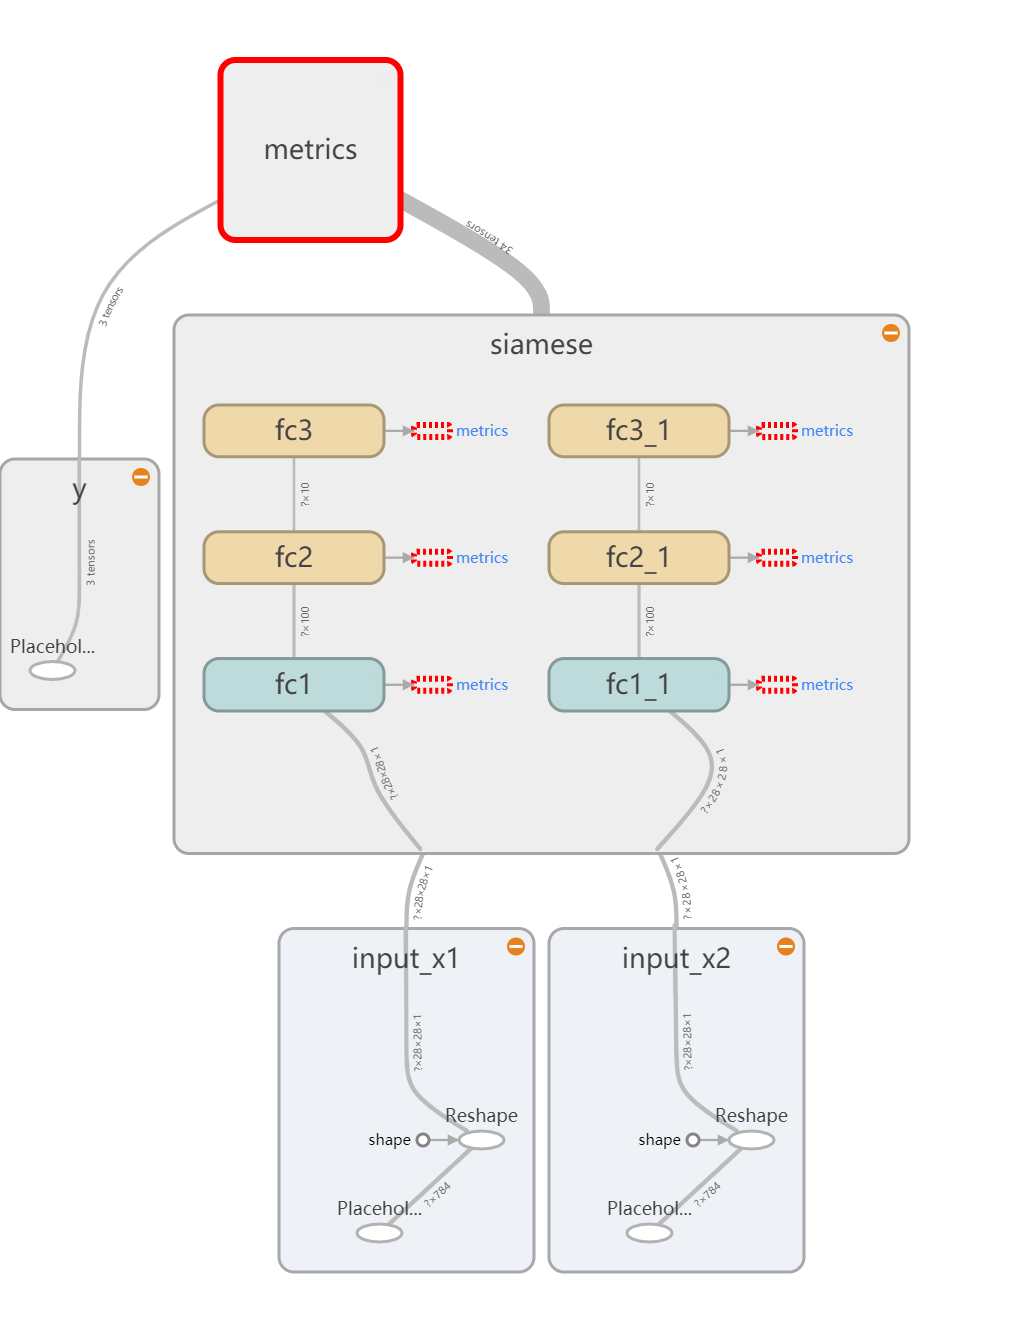 metrics
34 tensors
3 tensors
siamese
fc3
metrics
fc3_1
metrics
?×10
?×10
y
3 tensors
Placehol...
fc2
metrics
fc2_1
metrics
?×100
?×100
fc1
metrics
fc1_1
metrics
?×28×28×1
?×28×28×1
?×28×28×1
?×28×28×1
input_x1
input_x2
?×28×28×1
?×28×28×1
Reshape
Reshape
shape
shape
?×784
?×784
Placehol...
Placehol...